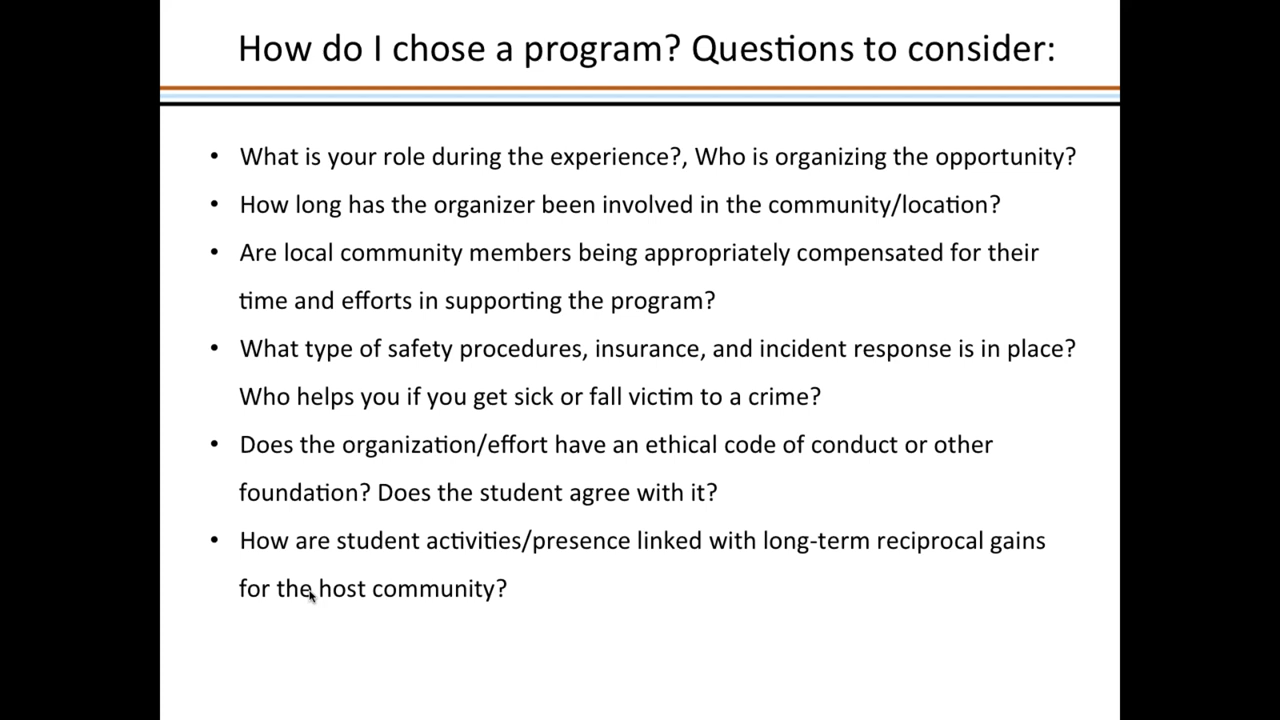 How do I chose a program? Questions to consider:
• What is your role during the experience?, Who is organizing the opportunity?
• How long has the organizer been involved in the community/location?
• Are local community members being appropriately compensated for their
time and efforts in supporting the program?
• What type of safety procedures, insurance, and incident response is in place?
Who helps you if you get sick or fall victim to a crime?
• Does the organization/effort have an ethical code of conduct or other
foundation? Does the student agree with it?
• How are student activities/presence linked with long-term reciprocal gains
for the host community?